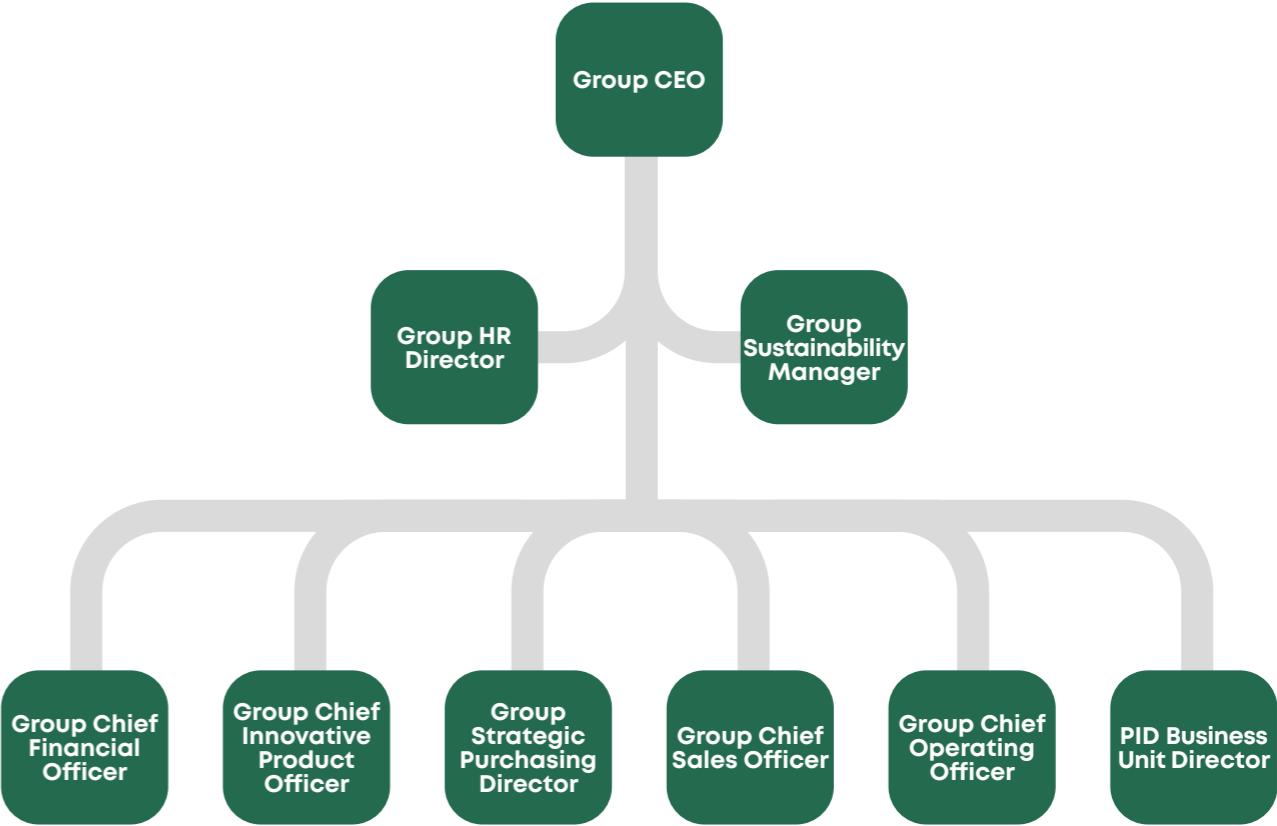 Group CEO
Group HR
Director
Group
Sustainability
Manager
Group Chief
Financial
Officer
Group Chief
Innovative
Product
Officer
Group
Strategic
Purchasing
Director
Group Chief
Sales Officer
Group Chief
Operating
Officer
PID Business
Unit Director